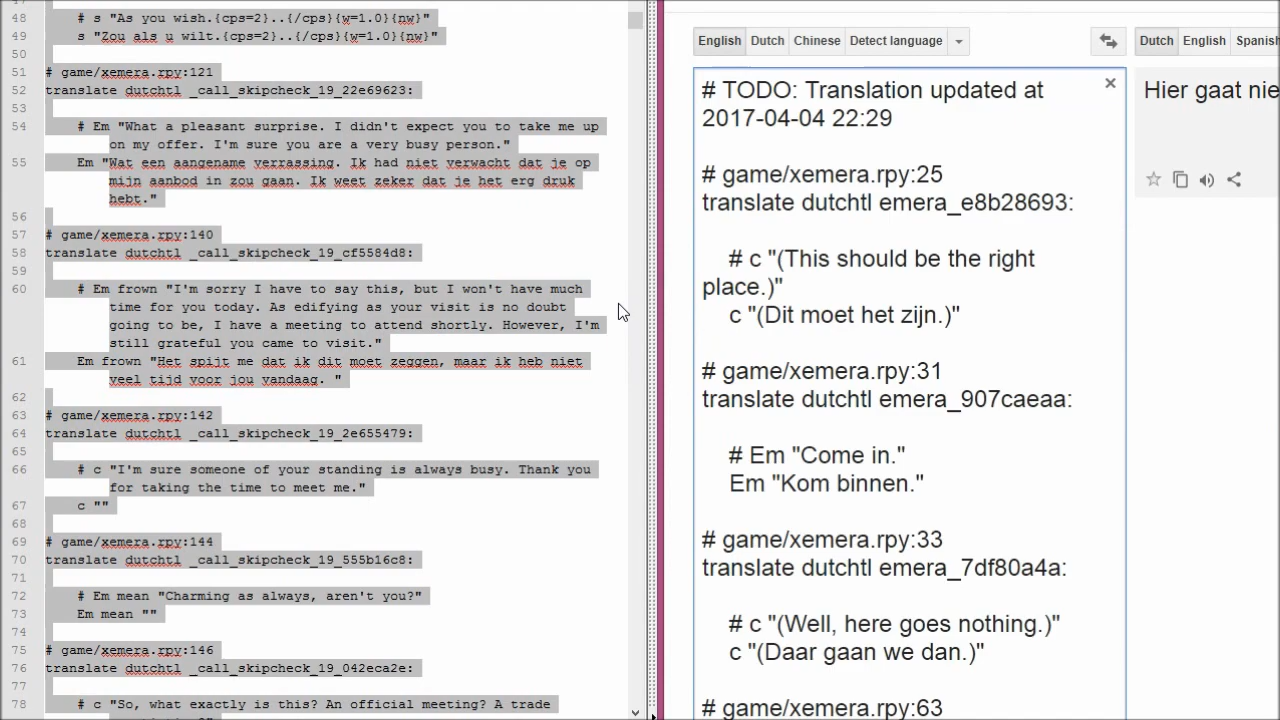 48 # s "As you wish.{cps=2}..{/cps}{w=1.0}{nw}"
49 s "Zou als u wilt.{cps=2}..{/cps}{w=1.0}{nw}"
50
51 # game/xemera.rpy:121
52 translate dutchtl _call_skipcheck_19_22e69623:
53
54 # Em "What a pleasant surprise. I didn't expect you to take me up
on my offer. I'm sure you are a very busy person."
55 Em "Wat een aangename verrassing. Ik had niet verwacht dat je op
mijn aanbod in zou gaan. Ik weet zeker dat je het erg druk
hebt."
56
57 # game/xemera.rpy:140
58 translate dutchtl _call_skipcheck_19_cf5584d8:
59
60 # Em frown "I'm sorry I have to say this, but I won't have much
time for you today. As edifying as your visit is no doubt
going to be, I have a meeting to attend shortly. However, I'm
still grateful you came to visit."
61 Em frown "Het spijt me dat ik dit moet zeggen, maar ik heb niet
veel tijd voor jou vandaag. "
62
63 # game/xemera.rpy:142
64 translate dutchtl _call_skipcheck_19_2e655479:
65
66 # c "I'm sure someone of your standing is always busy. Thank you
for taking the time to meet me."
67 c ""
68
69 # game/xemera.rpy:144
70 translate dutchtl _call_skipcheck_19_555b16c8:
71
72 # Em mean "Charming as always, aren't you?"
73 Em mean ""
74
75 # game/xemera.rpy:146
76 translate dutchtl _call_skipcheck_19_042eca2e:
77
78 # c "So, what exactly is this? An official meeting? A trade
English Dutch Chinese Detect language
Dutch English Spanish
# TODO: Translation updated at
2017-04-04 22:29
# game/xemera.rpy:25
translate dutchtl emera_e8b28693:
# c "(This should be the right
place.)"
c "(Dit moet het zijn.)"
# game/xemera.rpy:31
translate dutchtl emera_907caeaa:
# Em "Come in."
Em "Kom binnen."
# game/xemera.rpy:33
translate dutchtl emera_7df80a4a:
# c "(Well, here goes nothing.)"
c "(Daar gaan we dan.)"
# game/xemera.rpy:63
Hier gaat nie